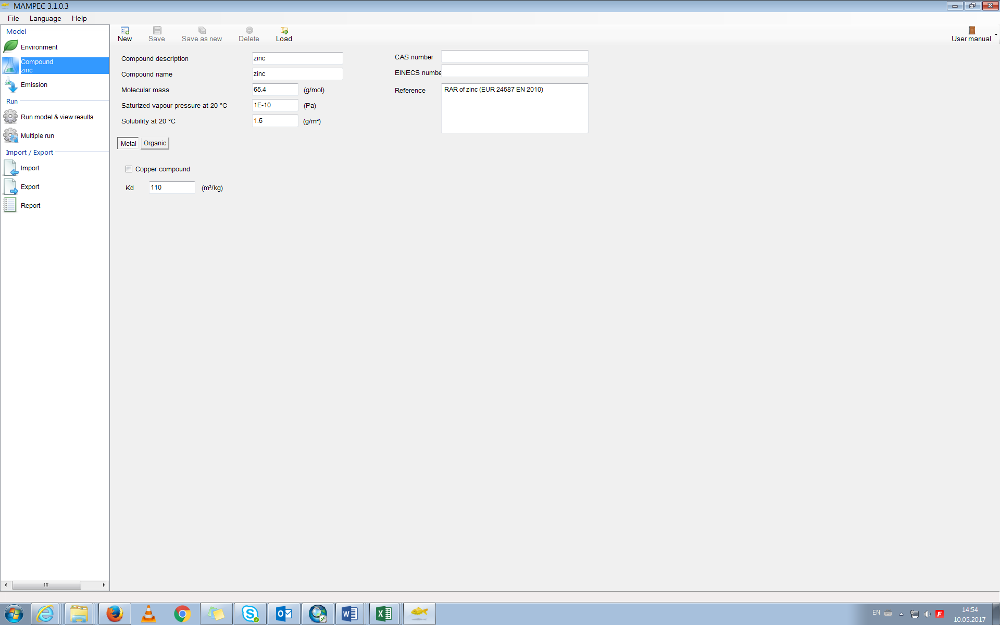 MAMPEC 3.1.0.3
File Language Help
Model
Environment
Compound
zinc
Emission
Run
Run model & view results
Multiple run
Import / Export
Import
Export
Report
New Save Save as new Delete Load User manual
Compound description zinc
Compound name zinc
Molecular mass 65.4 (g/mol)
Saturized vapour pressure at 20 °C 1E-10 (Pa)
Solubility at 20 °C 1.5 (g/m³)
CAS number
EINECS numbe
Reference RAR of zinc (EUR 24587 EN 2010)
Metal Organic
Copper compound
Kd 110 (m³/kg)
EN 14:54
10.05.2017